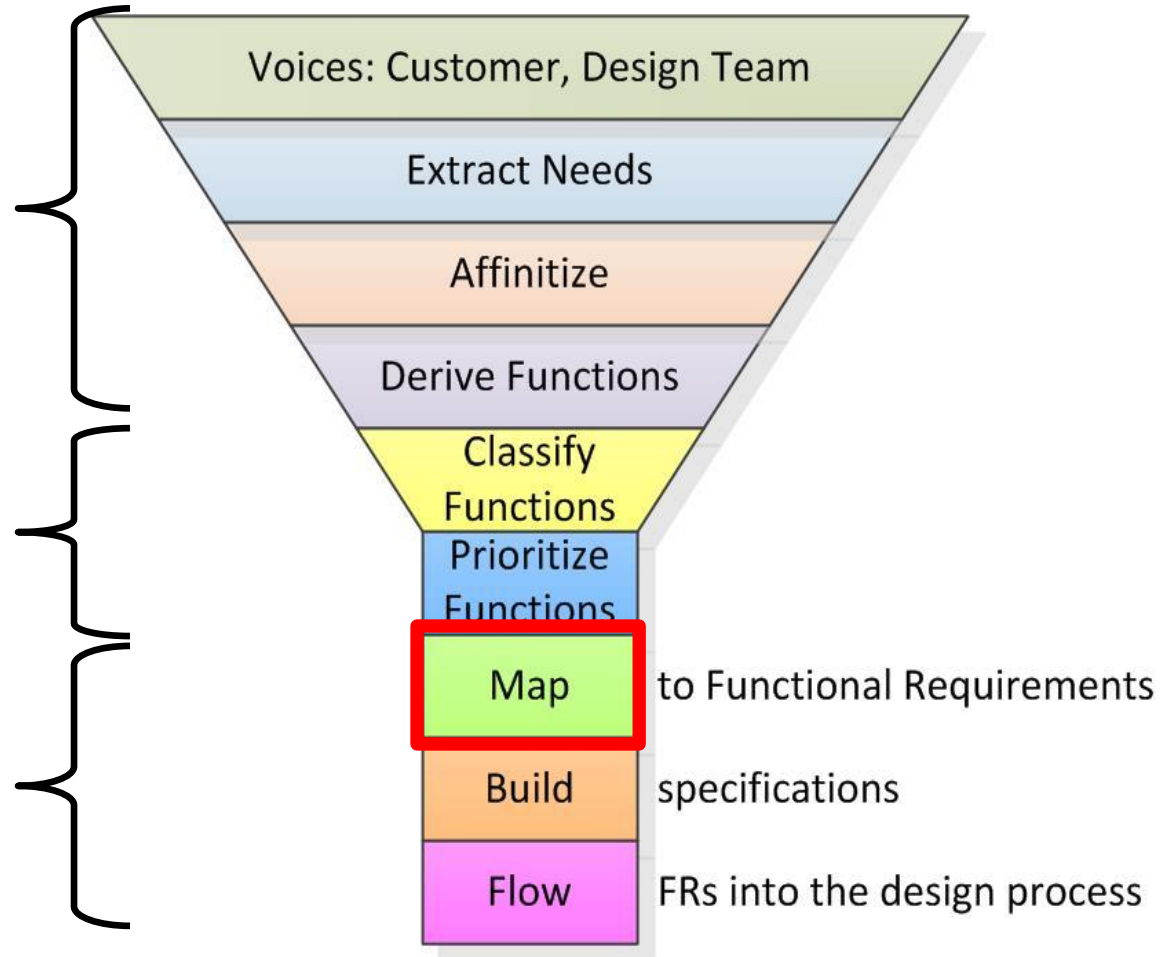 Voices: Customer, Design Team
Extract Needs
Affinitize
Derive Functions
Classify
Functions
Prioritize
Functions
Map to Functional Requirements
Build specifications
Flow FRs into the design process